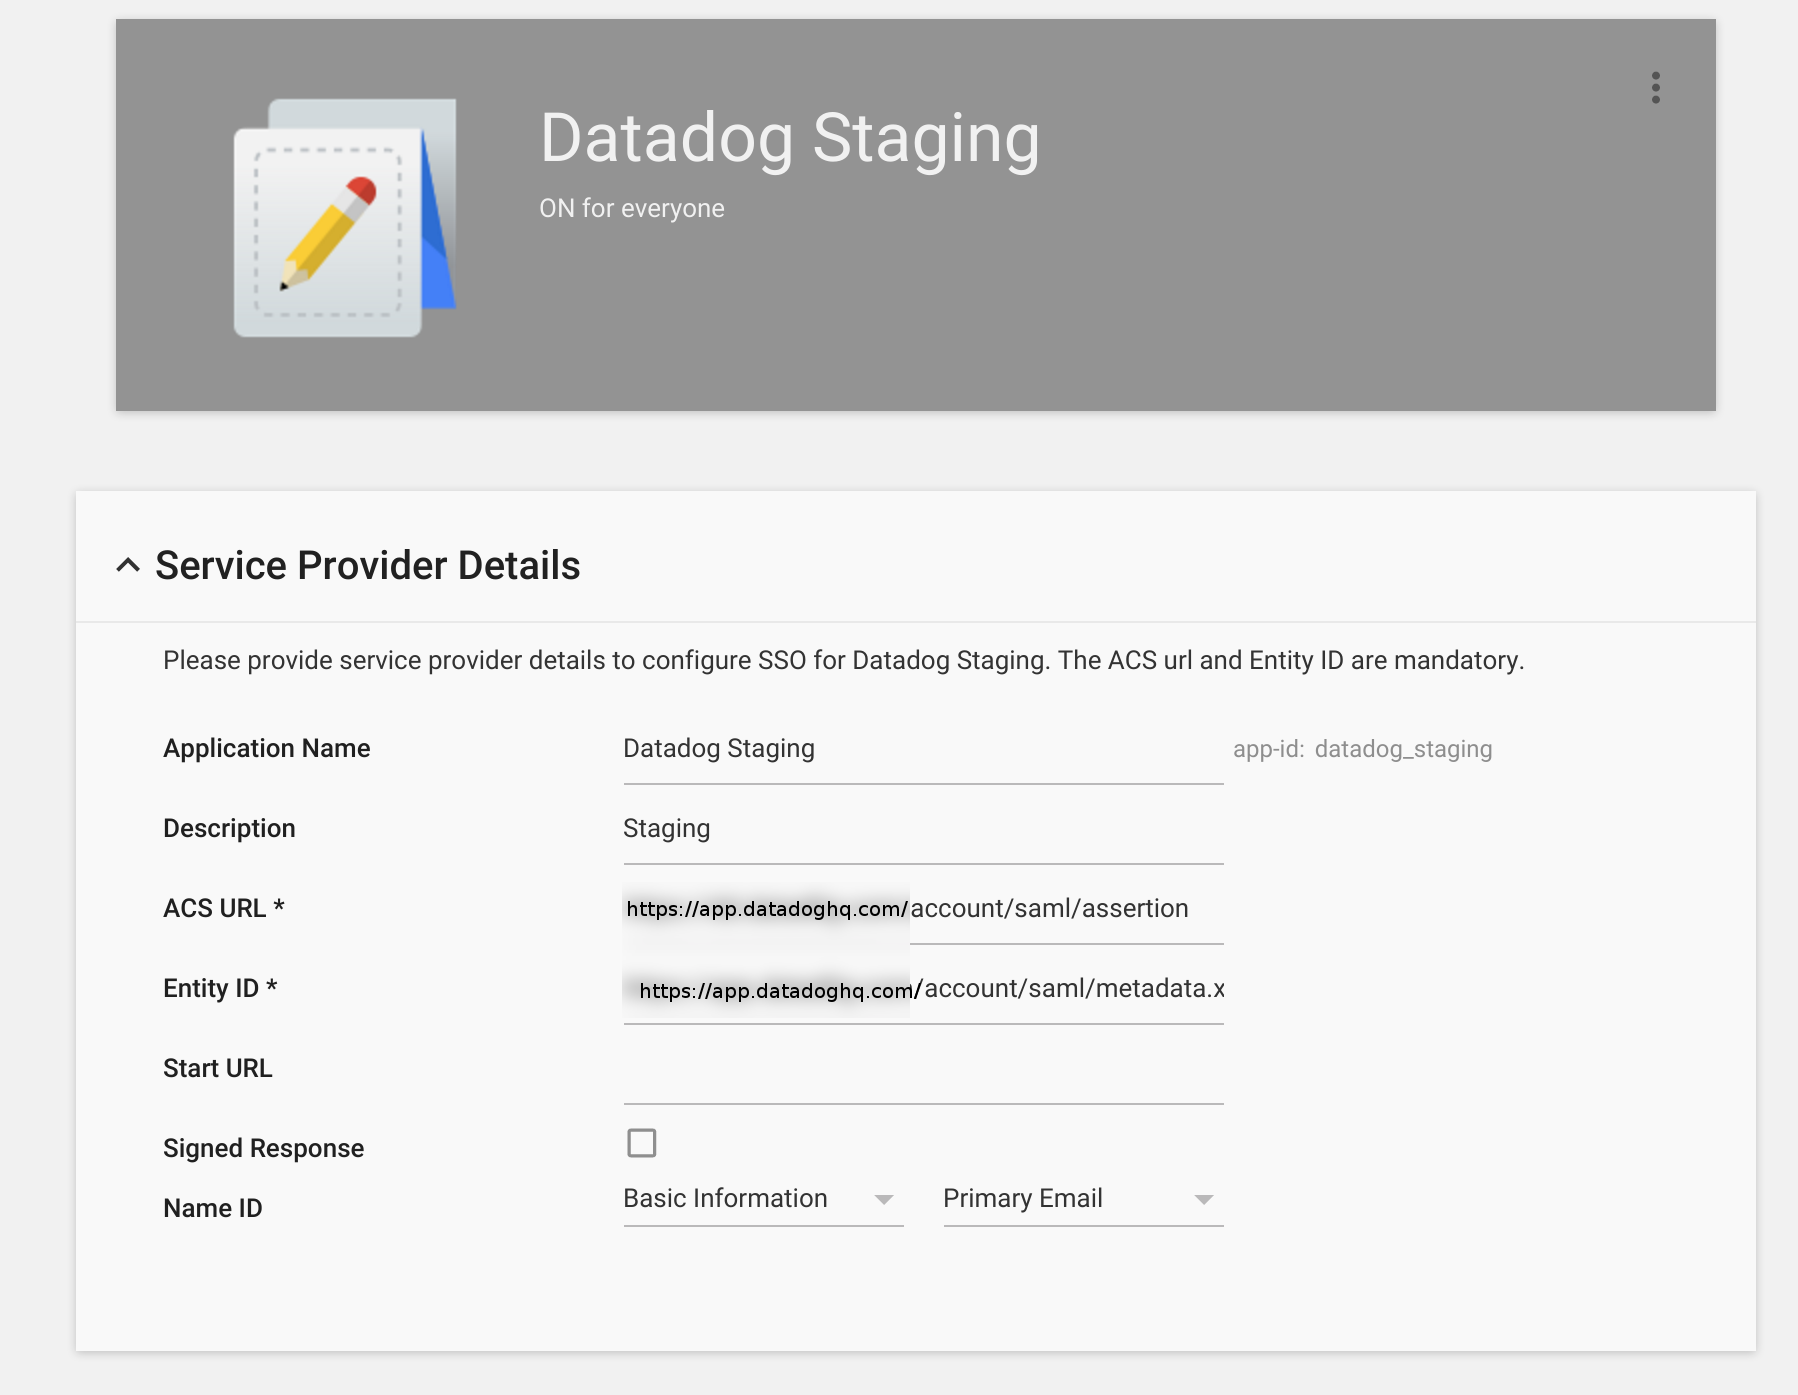 Datadog Staging
ON for everyone
Service Provider Details
Please provide service provider details to configure SSO for Datadog Staging. The ACS url and Entity ID are mandatory.
Application Name Datadog Staging app-id: datadog_staging
Description Staging
ACS URL * https://app.datadoghq.com/account/saml/assertion
Entity ID * https://app.datadoghq.com/account/saml/metadata.x
Start URL
Signed Response
Name ID Basic Information Primary Email